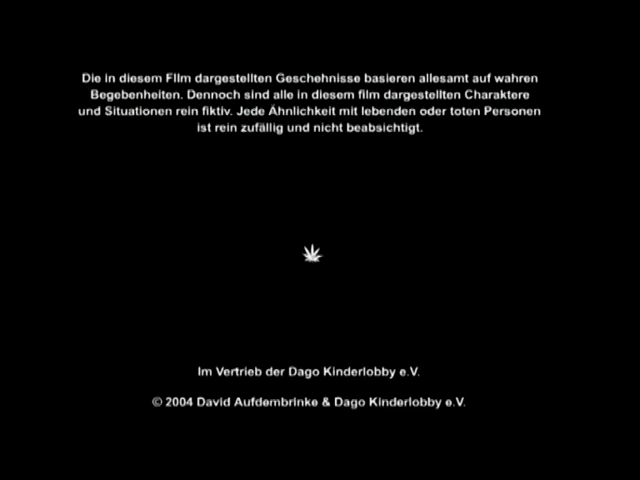 Die in diesem FIlm dargestellten Geschehnisse basieren allesamt auf wahren
Begebenheiten. Dennoch sind alle in diesem film dargestellten Charaktere
und Situationen rein fiktiv. Jede Ähnlichkeit mit lebenden oder toten Personen
ist rein zufällig und nicht beabsichtigt.
Im Vertrieb der Dago Kinderlobby e.V.
© 2004 David Aufdembrinke & Dago Kinderlobby e.V.